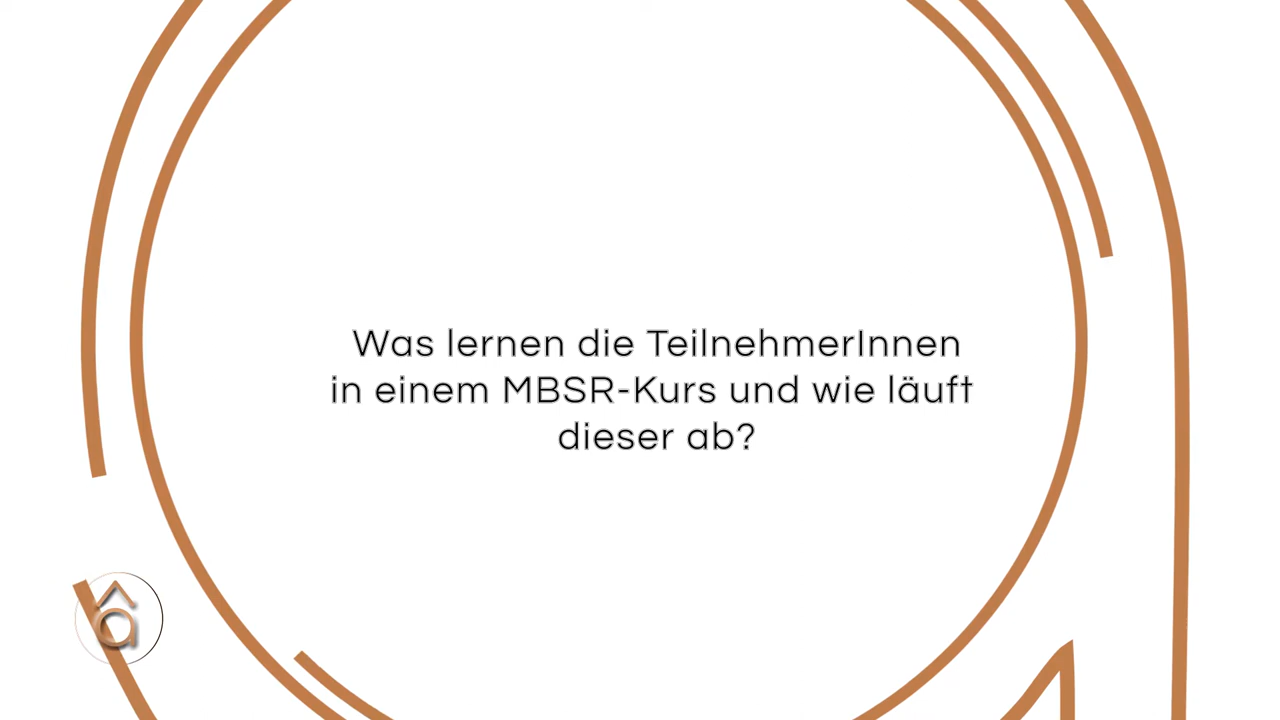 Was lernen die TeilnehmerInnen
in einem MBSR-Kurs und wie läuft
dieser ab?
â